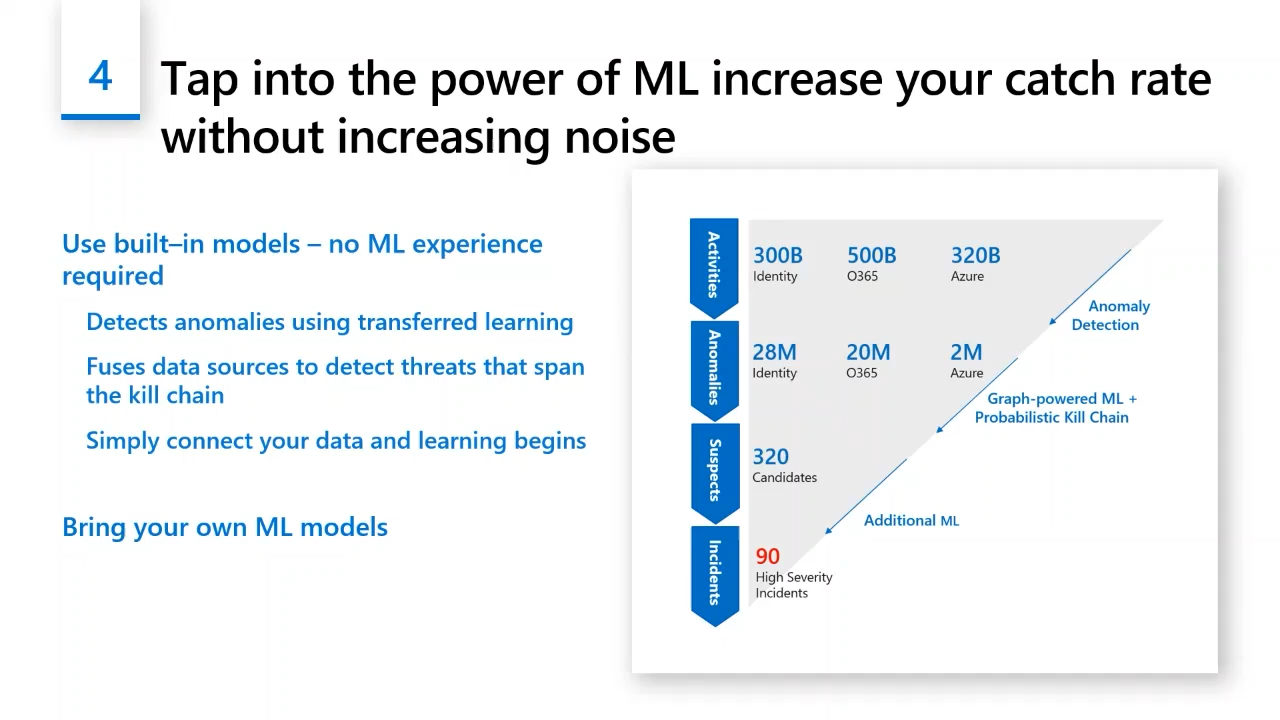 4
Tap into the power of ML increase your catch rate
without increasing noise
Use built–in models – no ML experience
required
Detects anomalies using transferred learning
Fuses data sources to detect threats that span
the kill chain
Simply connect your data and learning begins
Bring your own ML models
Activities
300B 500B 320B
Identity O365 Azure
Anomaly
Detection
Anomalies
28M 20M 2M
Identity O365 Azure
Graph-powered ML +
Probabilistic Kill Chain
Suspects
320
Candidates
Additional ML
Incidents
90
High Severity
Incidents